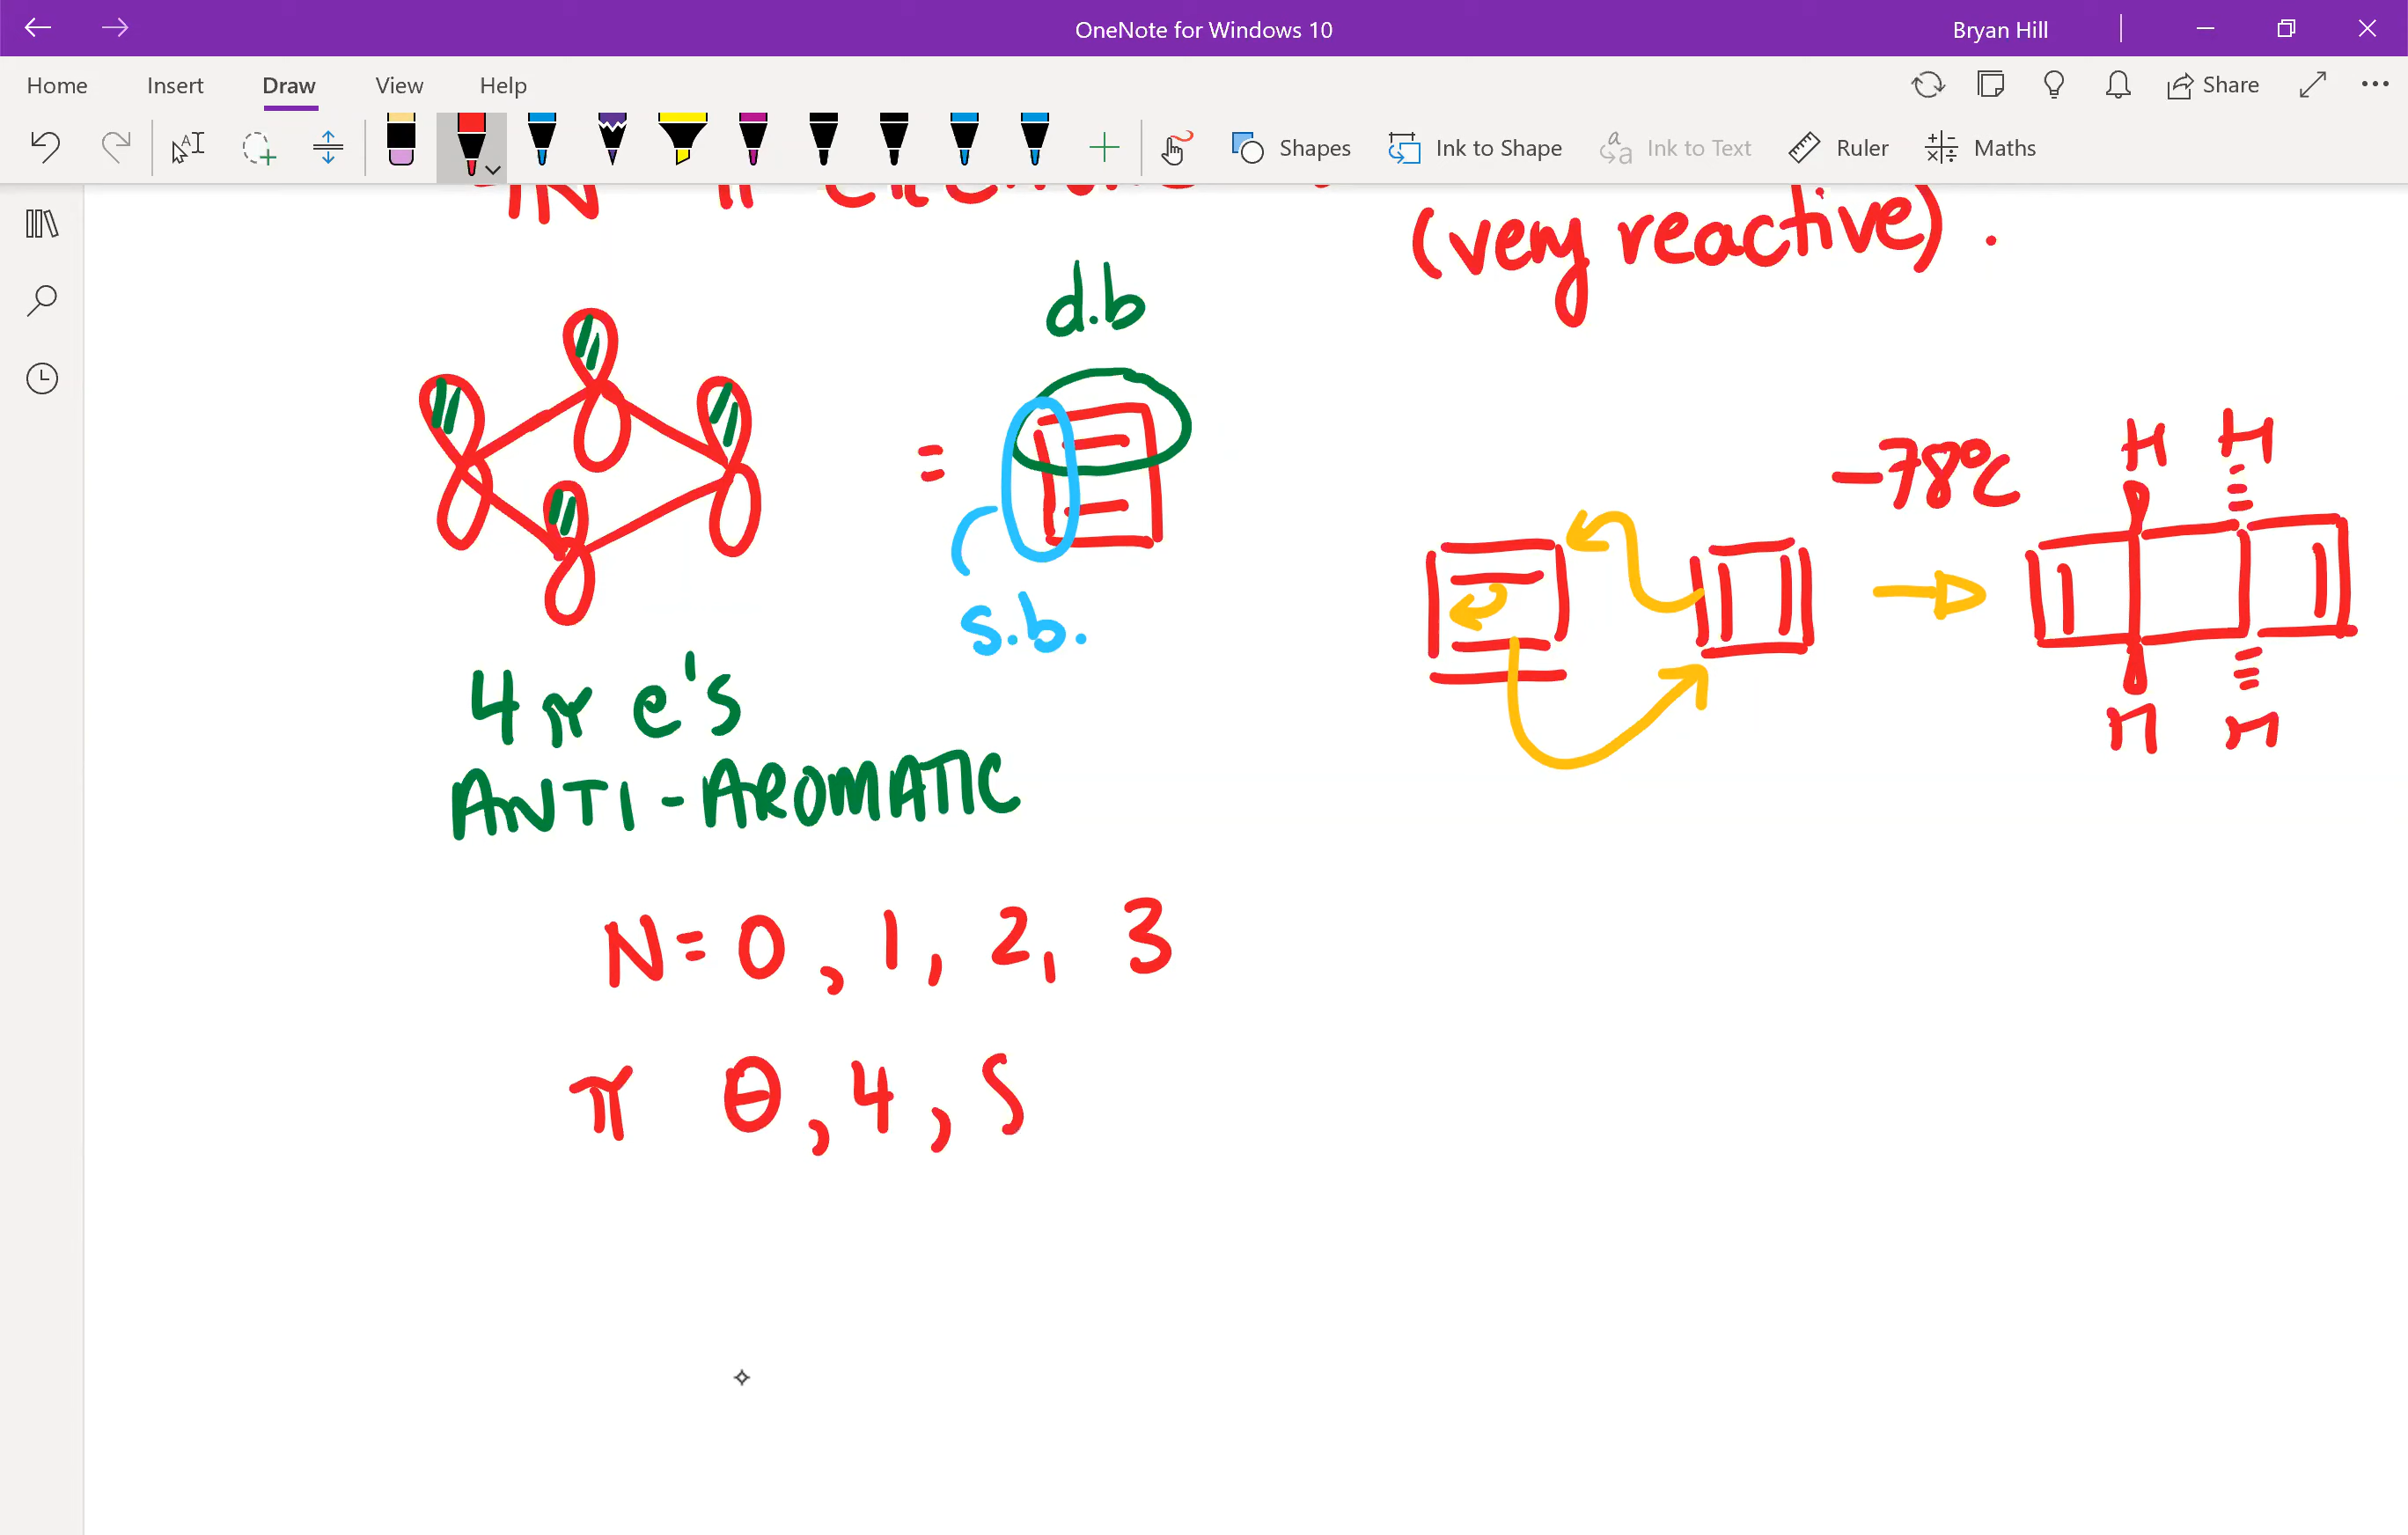 OneNote for Windows 10
Bryan Hill
Home Insert Draw View Help
Share
Shapes Ink to Shape Ink to Text Ruler Maths
(very reactive).
d.b
=
s.b.
-78°C
H H
H H
4 π e's
ANTI-AROMATIC
N= 0, 1, 2, 3
π 0, 4,